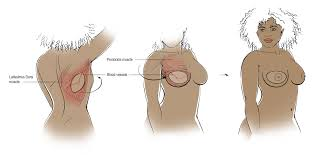 Latissimus Dorsi
muscle
Pectoralis muscle
Blood vessels